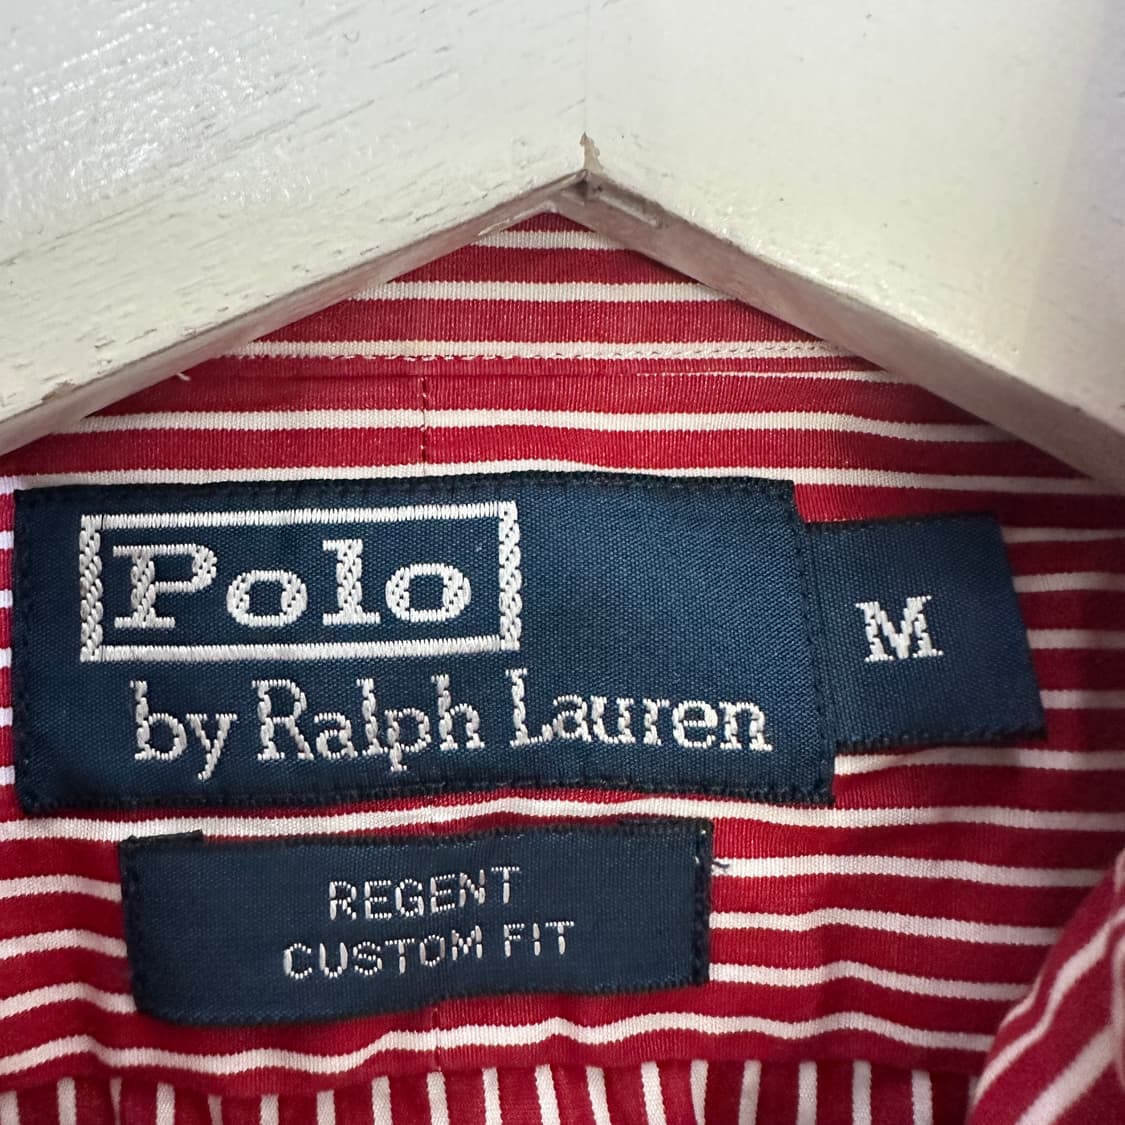 Polo
by Ralph Lauren
M
REGENT
CUSTOM FIT